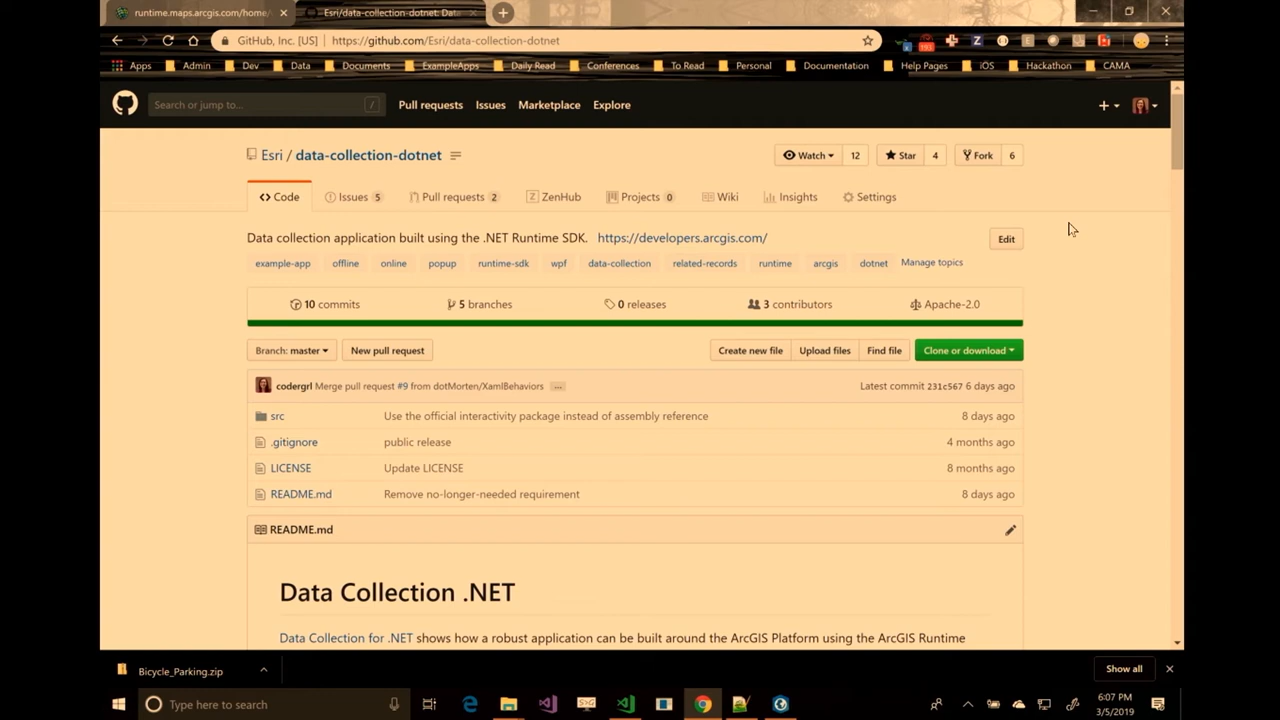 runtime.maps.arcgis.com/home/ Esri/data-collection-dotnet: Dat
GitHub, Inc. [US] https://github.com/Esri/data-collection-dotnet
Apps Admin Dev Data Documents ExampleApps Daily Read Conferences To Read Personal Documentation Help Pages iOS Hackathon CAMA
Search or jump to... / Pull requests Issues Marketplace Explore
Esri / data-collection-dotnet Watch 12 Star 4 Fork 6
Code Issues 5 Pull requests 2 ZenHub Projects 0 Wiki Insights Settings
Data collection application built using the .NET Runtime SDK. https://developers.arcgis.com/ Edit
example-app offline online popup runtime-sdk wpf data-collection related-records runtime arcgis dotnet Manage topics
10 commits 5 branches 0 releases 3 contributors Apache-2.0
Branch: master New pull request Create new file Upload files Find file Clone or download
codergrl Merge pull request #9 from dotMorten/XamlBehaviors ... Latest commit 231c567 6 days ago
src Use the official interactivity package instead of assembly reference 8 days ago
.gitignore public release 4 months ago
LICENSE Update LICENSE 8 months ago
README.md Remove no-longer-needed requirement 8 days ago
README.md
Data Collection .NET
Data Collection for .NET shows how a robust application can be built around the ArcGIS Platform using the ArcGIS Runtime
Bicycle_Parking.zip Show all
Type here to search 6:07 PM
3/5/2019